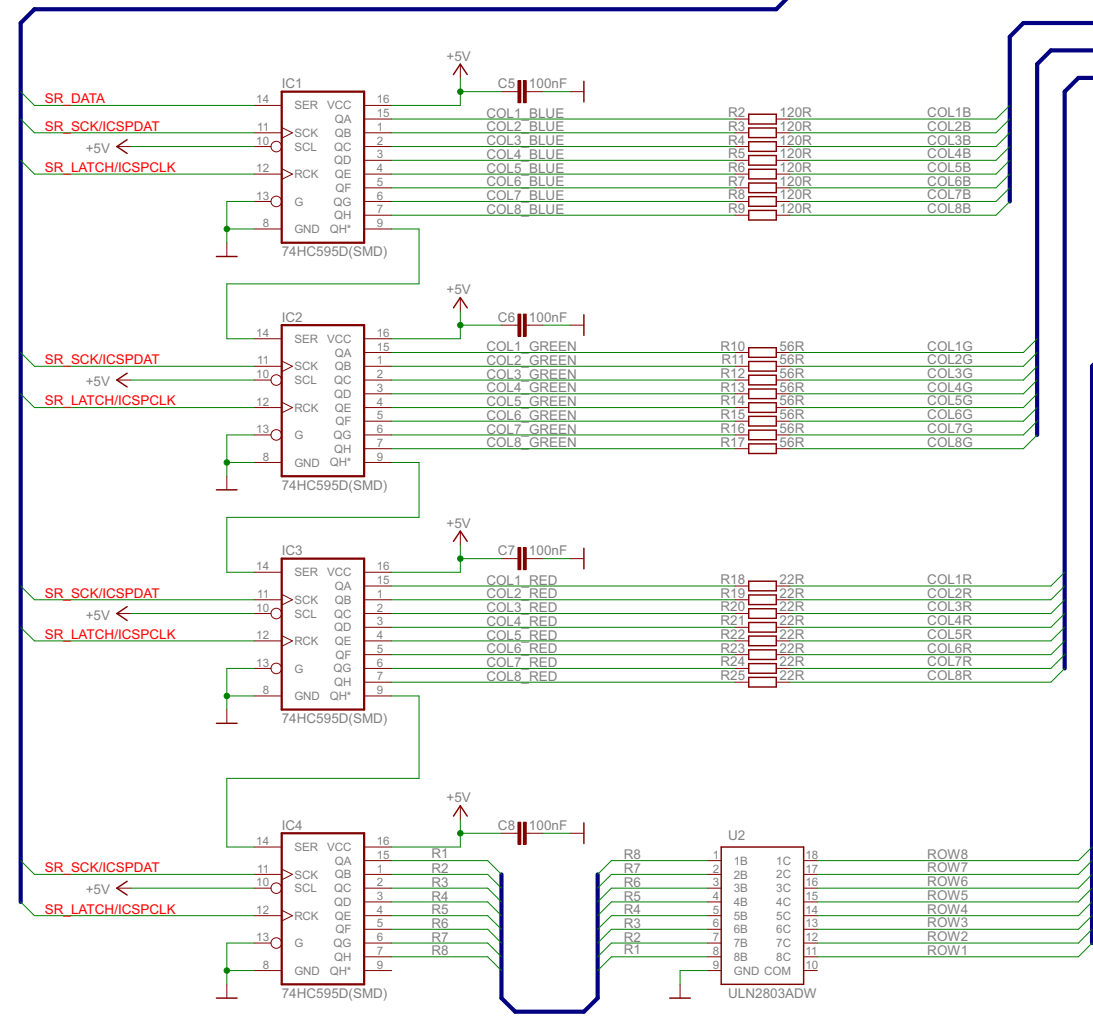 +5V
C5 100nF
IC1
SR_DATA 14 SER VCC 16
QA 15 COL1_BLUE R2 120R COL1B
SR_SCK/ICSPDAT 11 SCK QB 1 COL2_BLUE R3 120R COL2B
+5V 10 SCL QC 2 COL3_BLUE R4 120R COL3B
QD 3 COL4_BLUE R5 120R COL4B
SR_LATCH/ICSPCLK 12 RCK QE 4 COL5_BLUE R6 120R COL5B
QF 5 COL6_BLUE R7 120R COL6B
13 G QG 6 COL7_BLUE R8 120R COL7B
QH 7 COL8_BLUE R9 120R COL8B
8 GND QH* 9
74HC595D(SMD)
+5V
C6 100nF
IC2
14 SER VCC 16
QA 15 COL1_GREEN R10 56R COL1G
SR_SCK/ICSPDAT 11 SCK QB 1 COL2_GREEN R11 56R COL2G
+5V 10 SCL QC 2 COL3_GREEN R12 56R COL3G
QD 3 COL4_GREEN R13 56R COL4G
SR_LATCH/ICSPCLK 12 RCK QE 4 COL5_GREEN R14 56R COL5G
QF 5 COL6_GREEN R15 56R COL6G
13 G QG 6 COL7_GREEN R16 56R COL7G
QH 7 COL8_GREEN R17 56R COL8G
8 GND QH* 9
74HC595D(SMD)
+5V
C7 100nF
IC3
14 SER VCC 16
QA 15 COL1_RED R18 22R COL1R
SR_SCK/ICSPDAT 11 SCK QB 1 COL2_RED R19 22R COL2R
+5V 10 SCL QC 2 COL3_RED R20 22R COL3R
QD 3 COL4_RED R21 22R COL4R
SR_LATCH/ICSPCLK 12 RCK QE 4 COL5_RED R22 22R COL5R
QF 5 COL6_RED R23 22R COL6R
13 G QG 6 COL7_RED R24 22R COL7R
QH 7 COL8_RED R25 22R COL8R
8 GND QH* 9
74HC595D(SMD)
+5V
C8 100nF
IC4 U2
14 SER VCC 16
QA 15 R1 R8 1 1B 1C 18 ROW8
SR_SCK/ICSPDAT 11 SCK QB 1 R2 R7 2 2B 2C 17 ROW7
+5V 10 SCL QC 2 R3 R6 3 3B 3C 16 ROW6
QD 3 R4 R5 4 4B 4C 15 ROW5
SR_LATCH/ICSPCLK 12 RCK QE 4 R5 R4 5 5B 5C 14 ROW4
QF 5 R6 R3 6 6B 6C 13 ROW3
13 G QG 6 R7 R2 7 7B 7C 12 ROW2
QH 7 R8 R1 8 8B 8C 11 ROW1
8 GND QH* 9 9 GND COM 10
74HC595D(SMD) ULN2803ADW